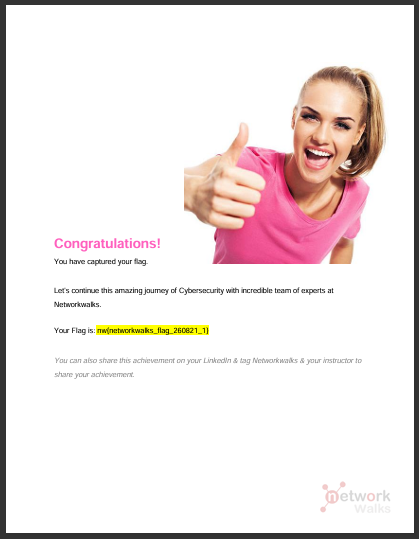 Congratulations!
You have captured your flag.
Let's continue this amazing journey of Cybersecurity with incredible team of experts at
Networkwalks.
Your Flag is: nw{networkwalks_flag_260821_1}
You can also share this achievement on your LinkedIn & tag Networkwalks & your instructor to
share your achievement.
network
Walks